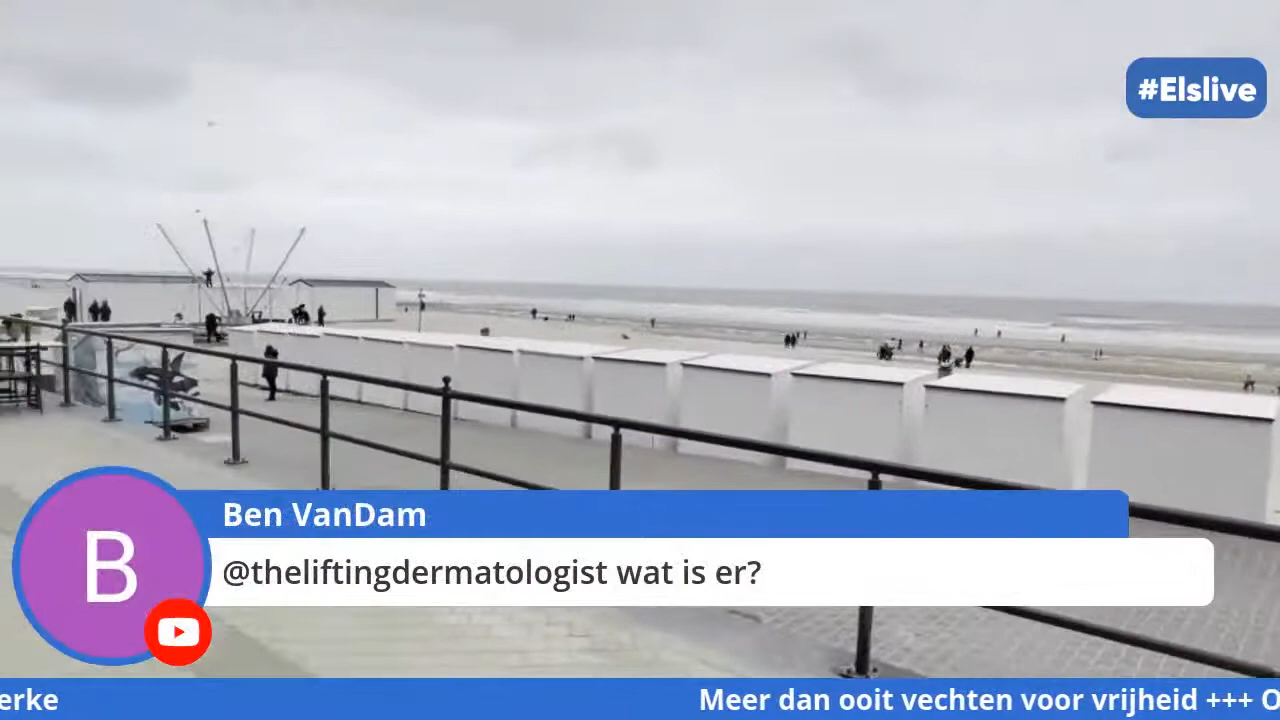 #Elslive
Ben VanDam
B
@theliftingdermatologist wat is er?
erke
Meer dan ooit vechten voor vrijheid +++ O